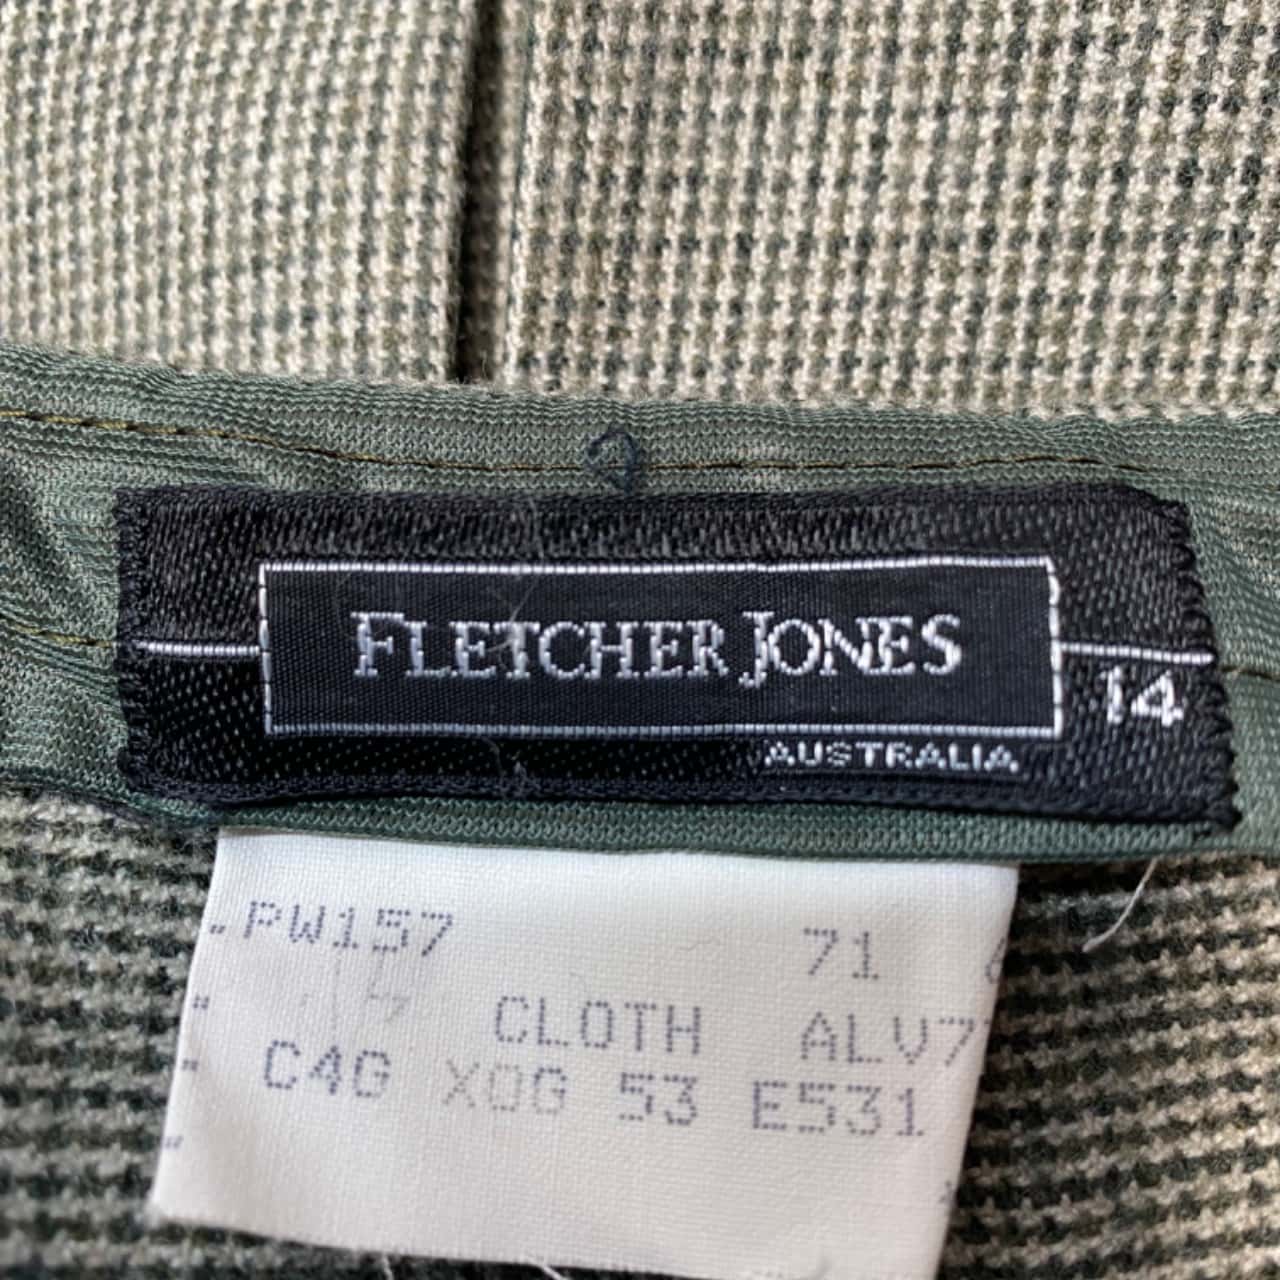 FLETCHER JONES
14
AUSTRALIA
PW157 71
CLOTH ALV7
C4G XOG 53 E531